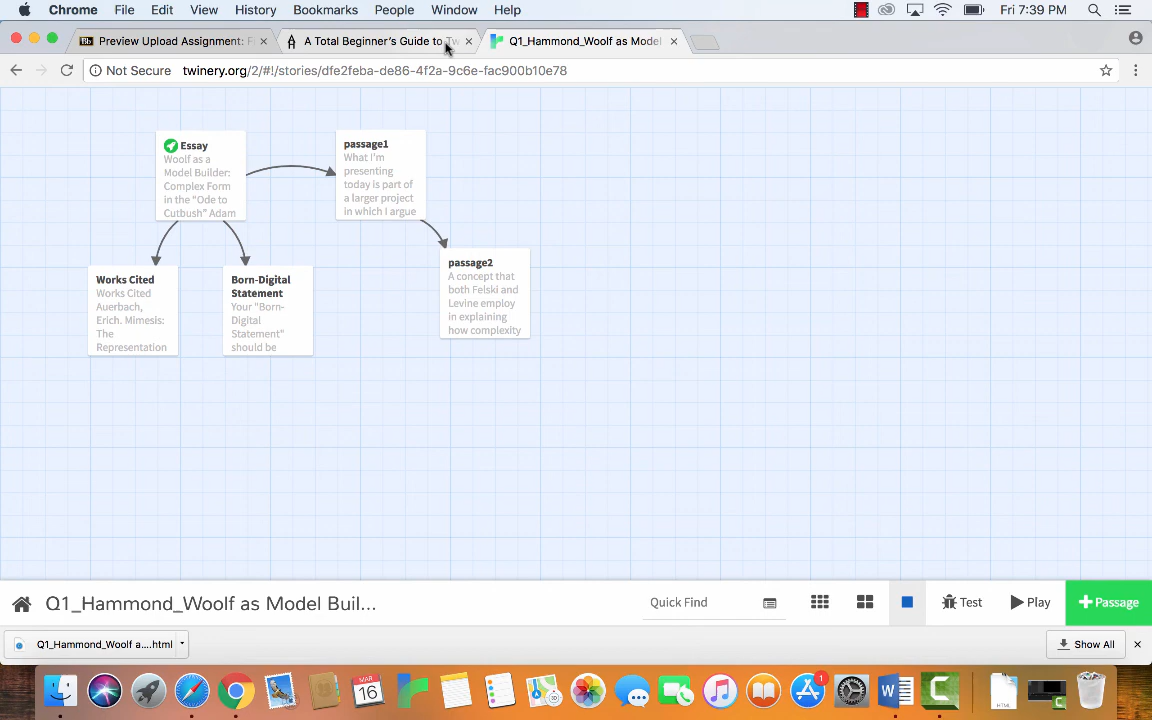 Chrome File Edit View History Bookmarks People Window Help Fri 7:39 PM
Bb Preview Upload Assignment: F
A Total Beginner's Guide to Tw
Q1_Hammond_Woolf as Model
Not Secure twinery.org/2/#!/stories/dfe2feba-de86-4f2a-9c6e-fac900b10e78
Essay
Woolf as a
Model Builder:
Complex Form
in the "Ode to
Cutbush" Adam
passage1
What I'm
presenting
today is part of
a larger project
in which I argue
passage2
A concept that
both Felski and
Levine employ
in explaining
how complexity
Works Cited
Works Cited
Auerbach,
Erich. Mimesis:
The
Representation
Born-Digital
Statement
Your "Born-
Digital
Statement"
should be
Q1_Hammond_Woolf as Model Buil...
Quick Find
Test
Play
+Passage
Q1_Hammond_Woolf a....html
Show All
MAR
16
1
W
C
HTML